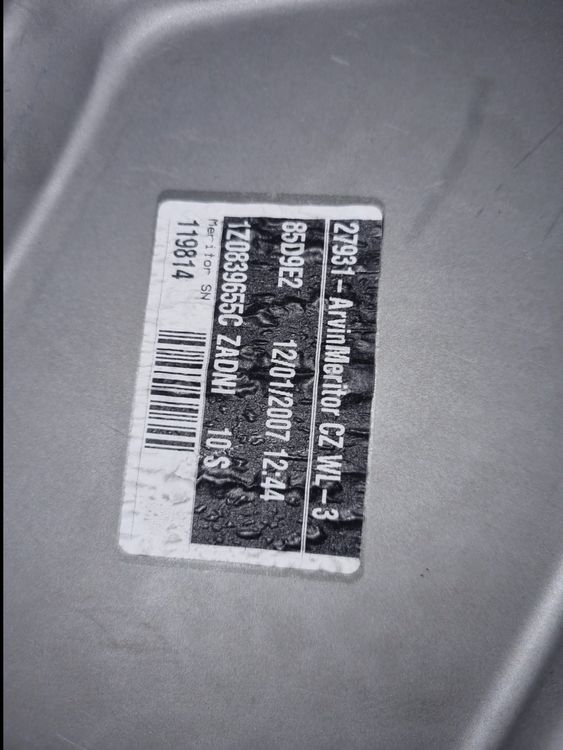 27931-ArvinMeritor CZ WL-3
85D9E2 12/01/2007 12:44
1Z0839655C ZADNI 10 S
Meritor SN
119814